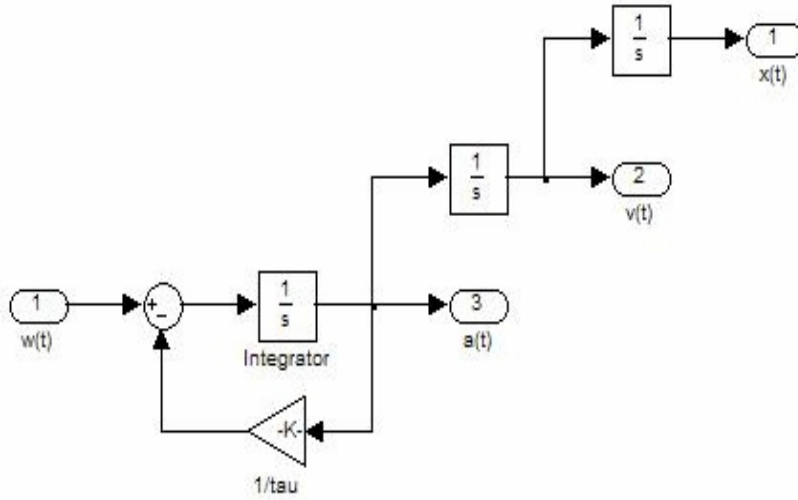 1
s
1
x(t)
1
s
2
v(t)
1
w(t)
+
−
1
s
Integrator
3
a(t)
-K-
1/tau